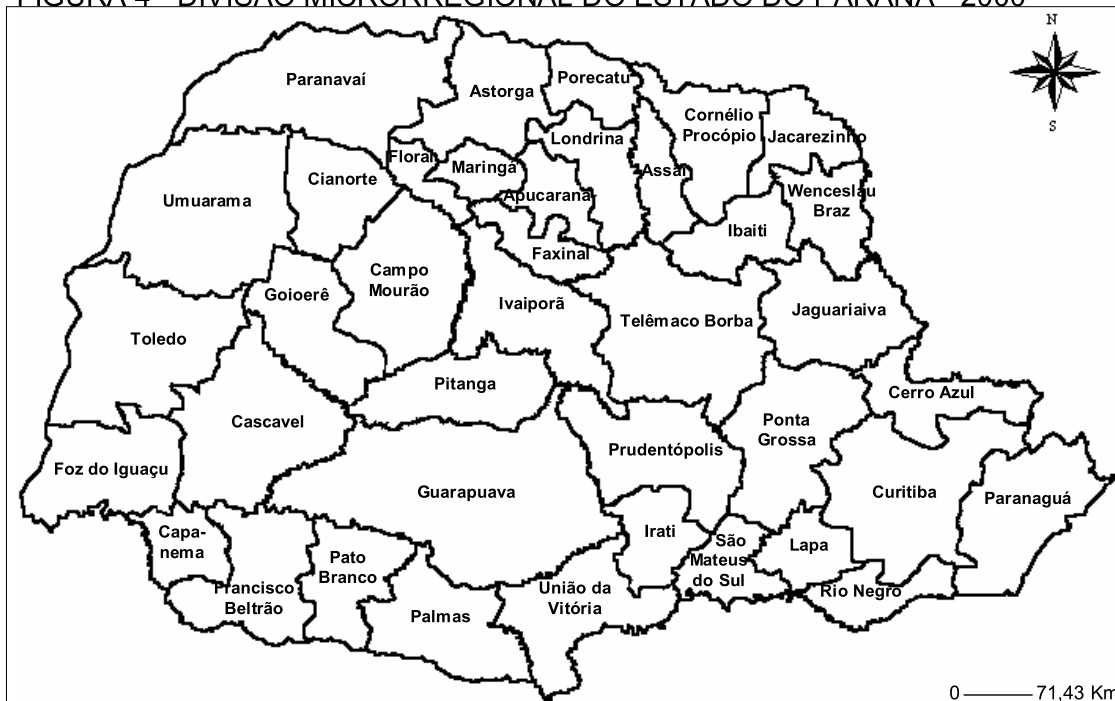 FIGURA 4 - DIVISÃO MICRORREGIONAL DO ESTADO DO PARANÁ -
N
Paranavaí
Astorga
Porecatu
Cornélio
Procópio
Jacarezinho
Londrina
Floraí
Maringá
Assaí
Cianorte
Apucarana
Wenceslau
Braz
Umuarama
Ibaiti
Faxinal
Campo
Mourão
Goioerê
Ivaiporã
Telêmaco Borba
Jaguariaiva
Toledo
Pitanga
Cerro Azul
Cascavel
Ponta
Grossa
Prudentópolis
Foz do Iguaçu
Guarapuava
Curitiba
Paranaguá
Capa-
nema
Pato
Branco
Irati
São
Mateus
do Sul
Lapa
Francisco
Beltrão
União da
Vitória
Rio Negro
Palmas
S
0 71,43 Km